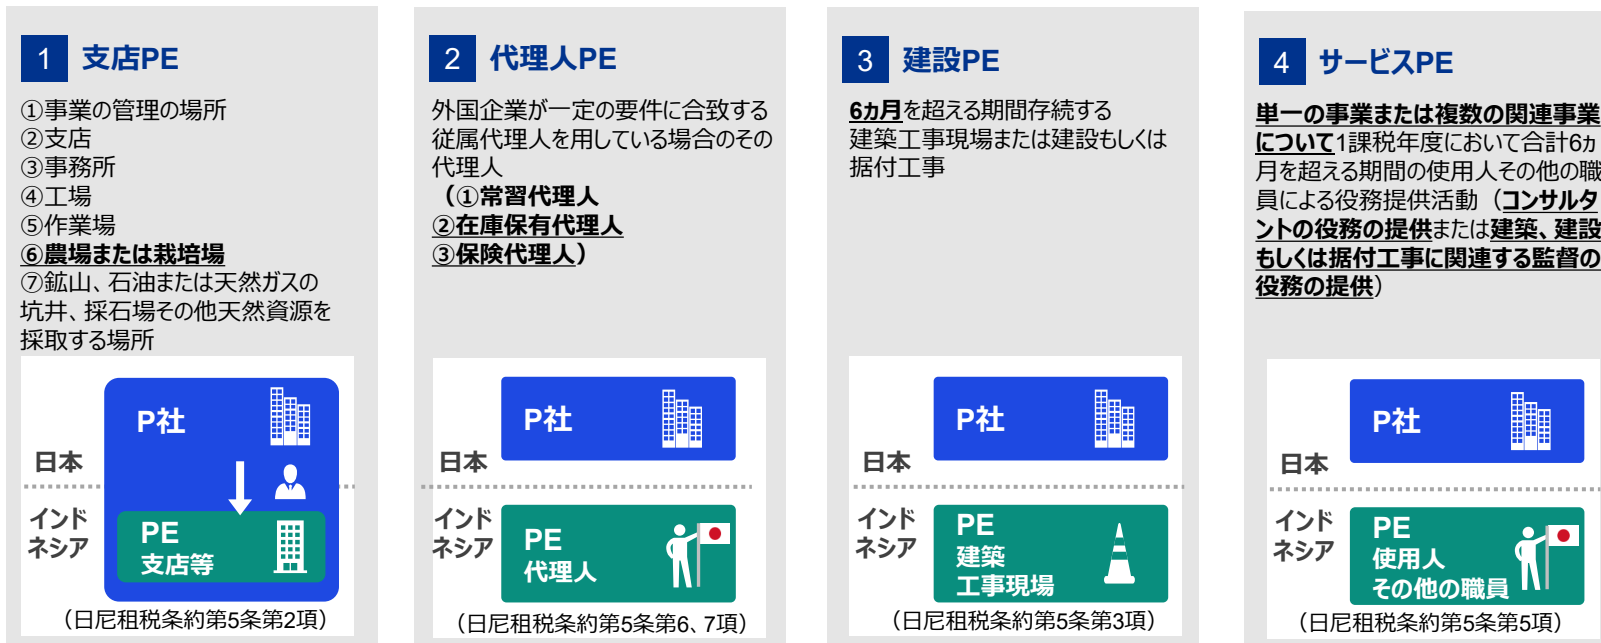 1 支店PE
①事業の管理の場所
②支店
③事務所
④工場
⑤作業場
⑥農場または栽培場
⑦鉱山、石油または天然ガスの
坑井、採石場その他天然資源を
採取する場所
P社
日本
インド
ネシア
PE
支店等
（日尼租税条約第5条第2項）
2 代理人PE
外国企業が一定の要件に合致する
従属代理人を用している場合のその
代理人
（①常習代理人
②在庫保有代理人
③保険代理人）
P社
日本
インド
ネシア
PE
代理人
（日尼租税条約第5条第6、7項）
3 建設PE
6ヵ月を超える期間存続する
建築工事現場または建設もしくは
据付工事
P社
日本
インド
ネシア
PE
建築
工事現場
（日尼租税条約第5条第3項）
4 サービスPE
単一の事業または複数の関連事業
について1課税年度において合計6ヵ
月を超える期間の使用人その他の職
員による役務提供活動（コンサルタ
ントの役務の提供または建築、建設
もしくは据付工事に関連する監督の
役務の提供）
P社
日本
インド
ネシア
PE
使用人
その他の職員
（日尼租税条約第5条第5項）